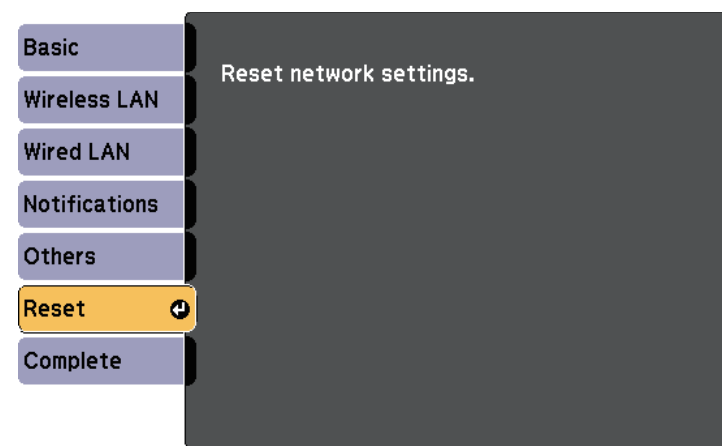 Basic
Wireless LAN
Wired LAN
Notifications
Others
Reset
Complete
Reset network settings.